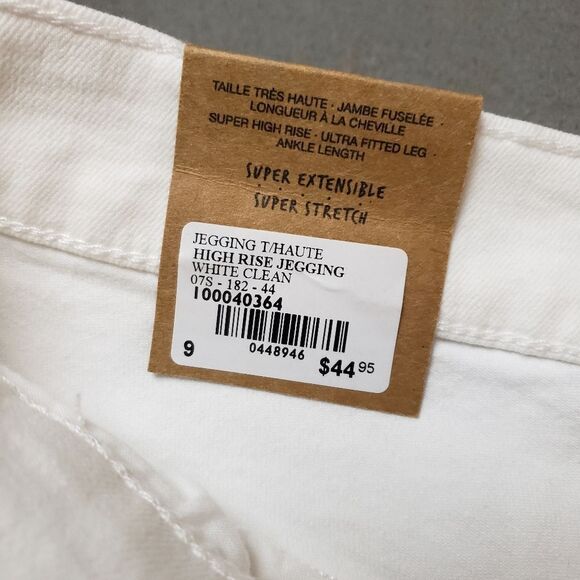 TAILLE TRÈS HAUTE · JAMBE FUSELÉE ·
LONGUEUR À LA CHEVILLE
SUPER HIGH RISE · ULTRA FITTED LEG ·
ANKLE LENGTH
SUPER EXTENSIBLE
SUPER STRETCH
JEGGING T/HAUTE
HIGH RISE JEGGING
WHITE CLEAN
07S - 182 - 44
100040364
0448946
9 $44 95